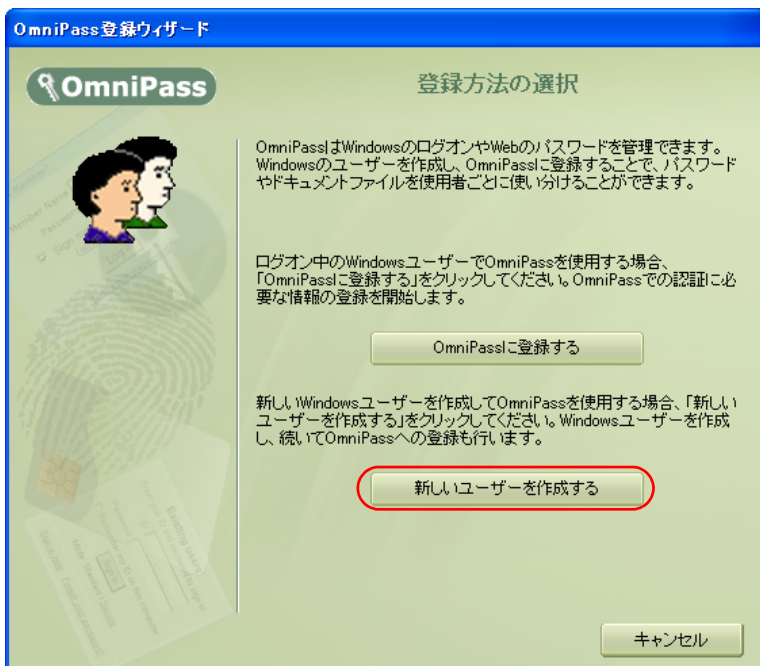 OmniPass登録ウィザード
OmniPass
登録方法の選択
OmniPassはWindowsのログオンやWebのパスワードを管理できます。
Windowsのユーザーを作成し、OmniPassに登録することで、パスワード
やドキュメントファイルを使用者ごとに使い分けることができます。
ログオン中のWindowsユーザーでOmniPassを使用する場合、
「OmniPassに登録する」をクリックしてください。OmniPassでの認証に必
要な情報の登録を開始します。
OmniPassに登録する
新しいWindowsユーザーを作成してOmniPassを使用する場合、「新しい
ユーザーを作成する」をクリックしてください。Windowsユーザーを作成
し、続いてOmniPassへの登録も行います。
新しいユーザーを作成する
キャンセル